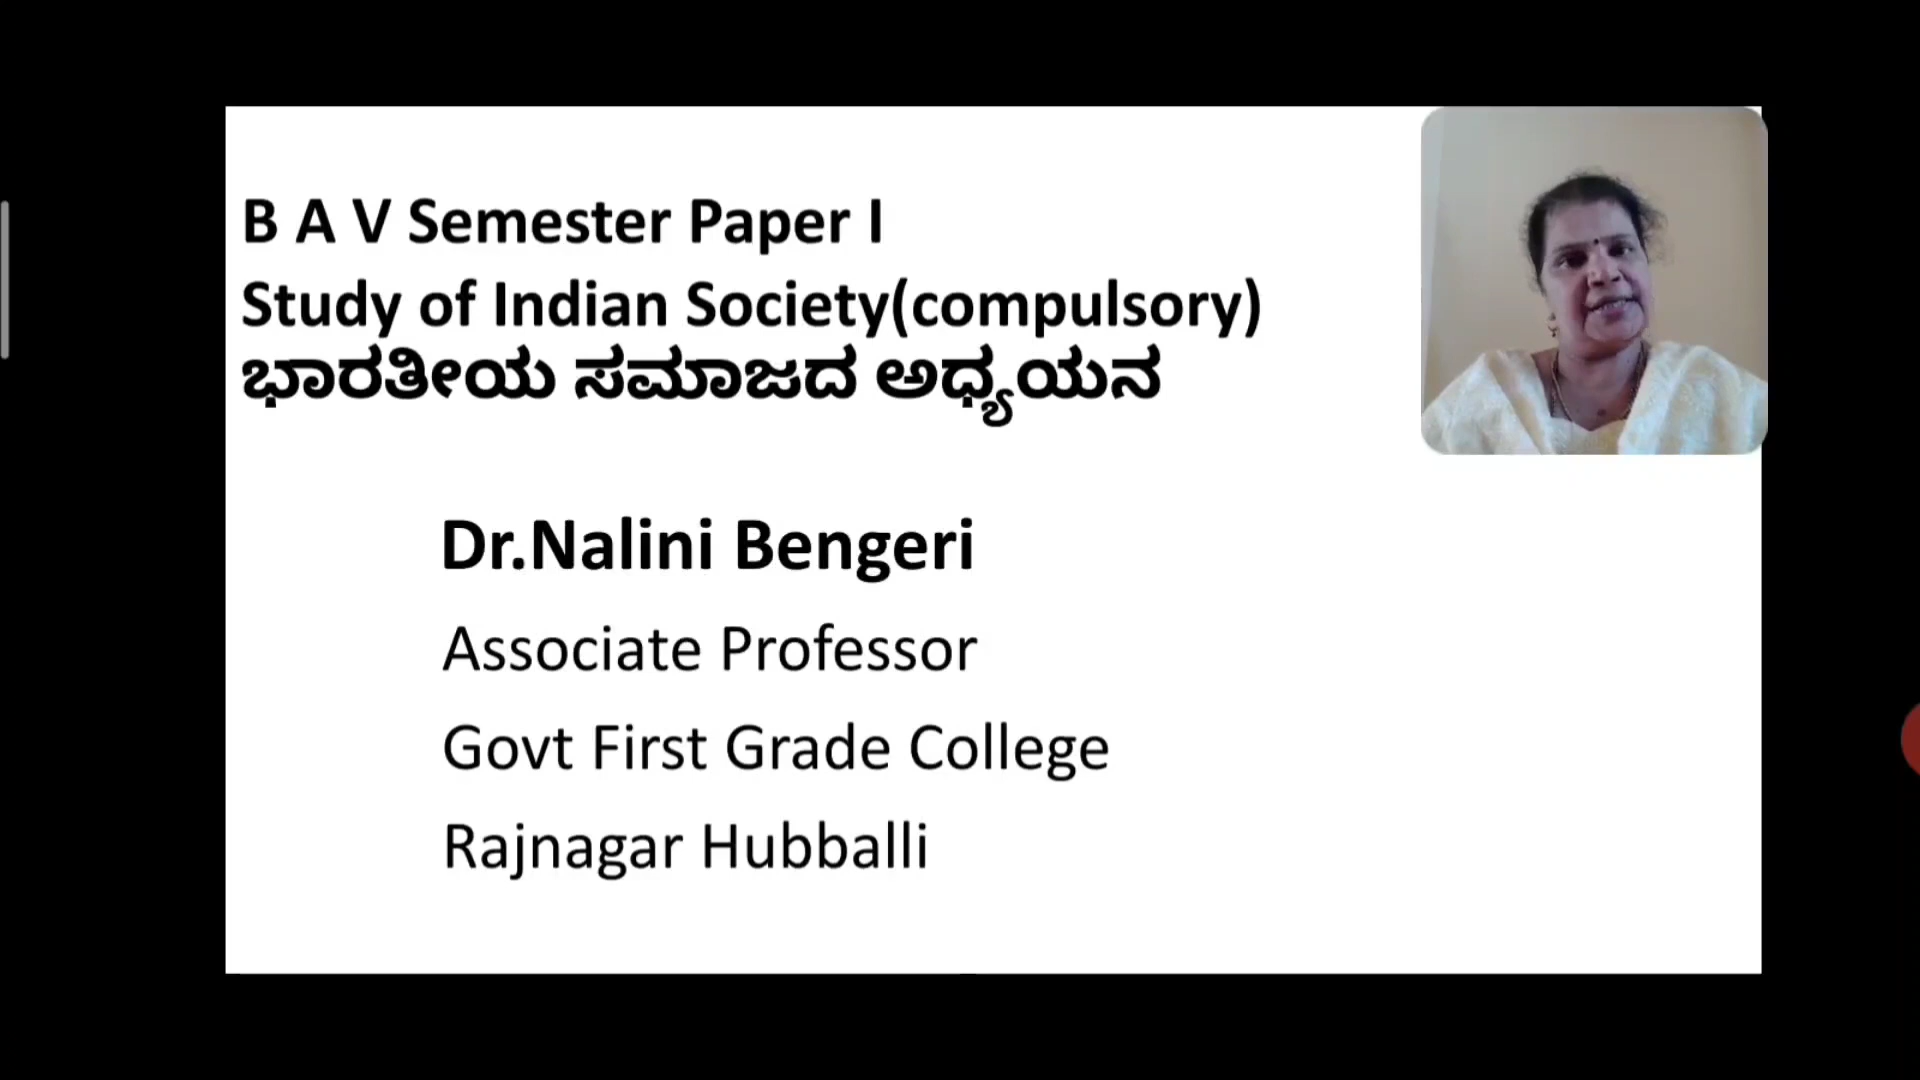 B A V Semester Paper I
Study of Indian Society(compulsory)
ಭಾರತೀಯ ಸಮಾಜದ ಅಧ್ಯಯನ
Dr.Nalini Bengeri
Associate Professor
Govt First Grade College
Rajnagar Hubballi